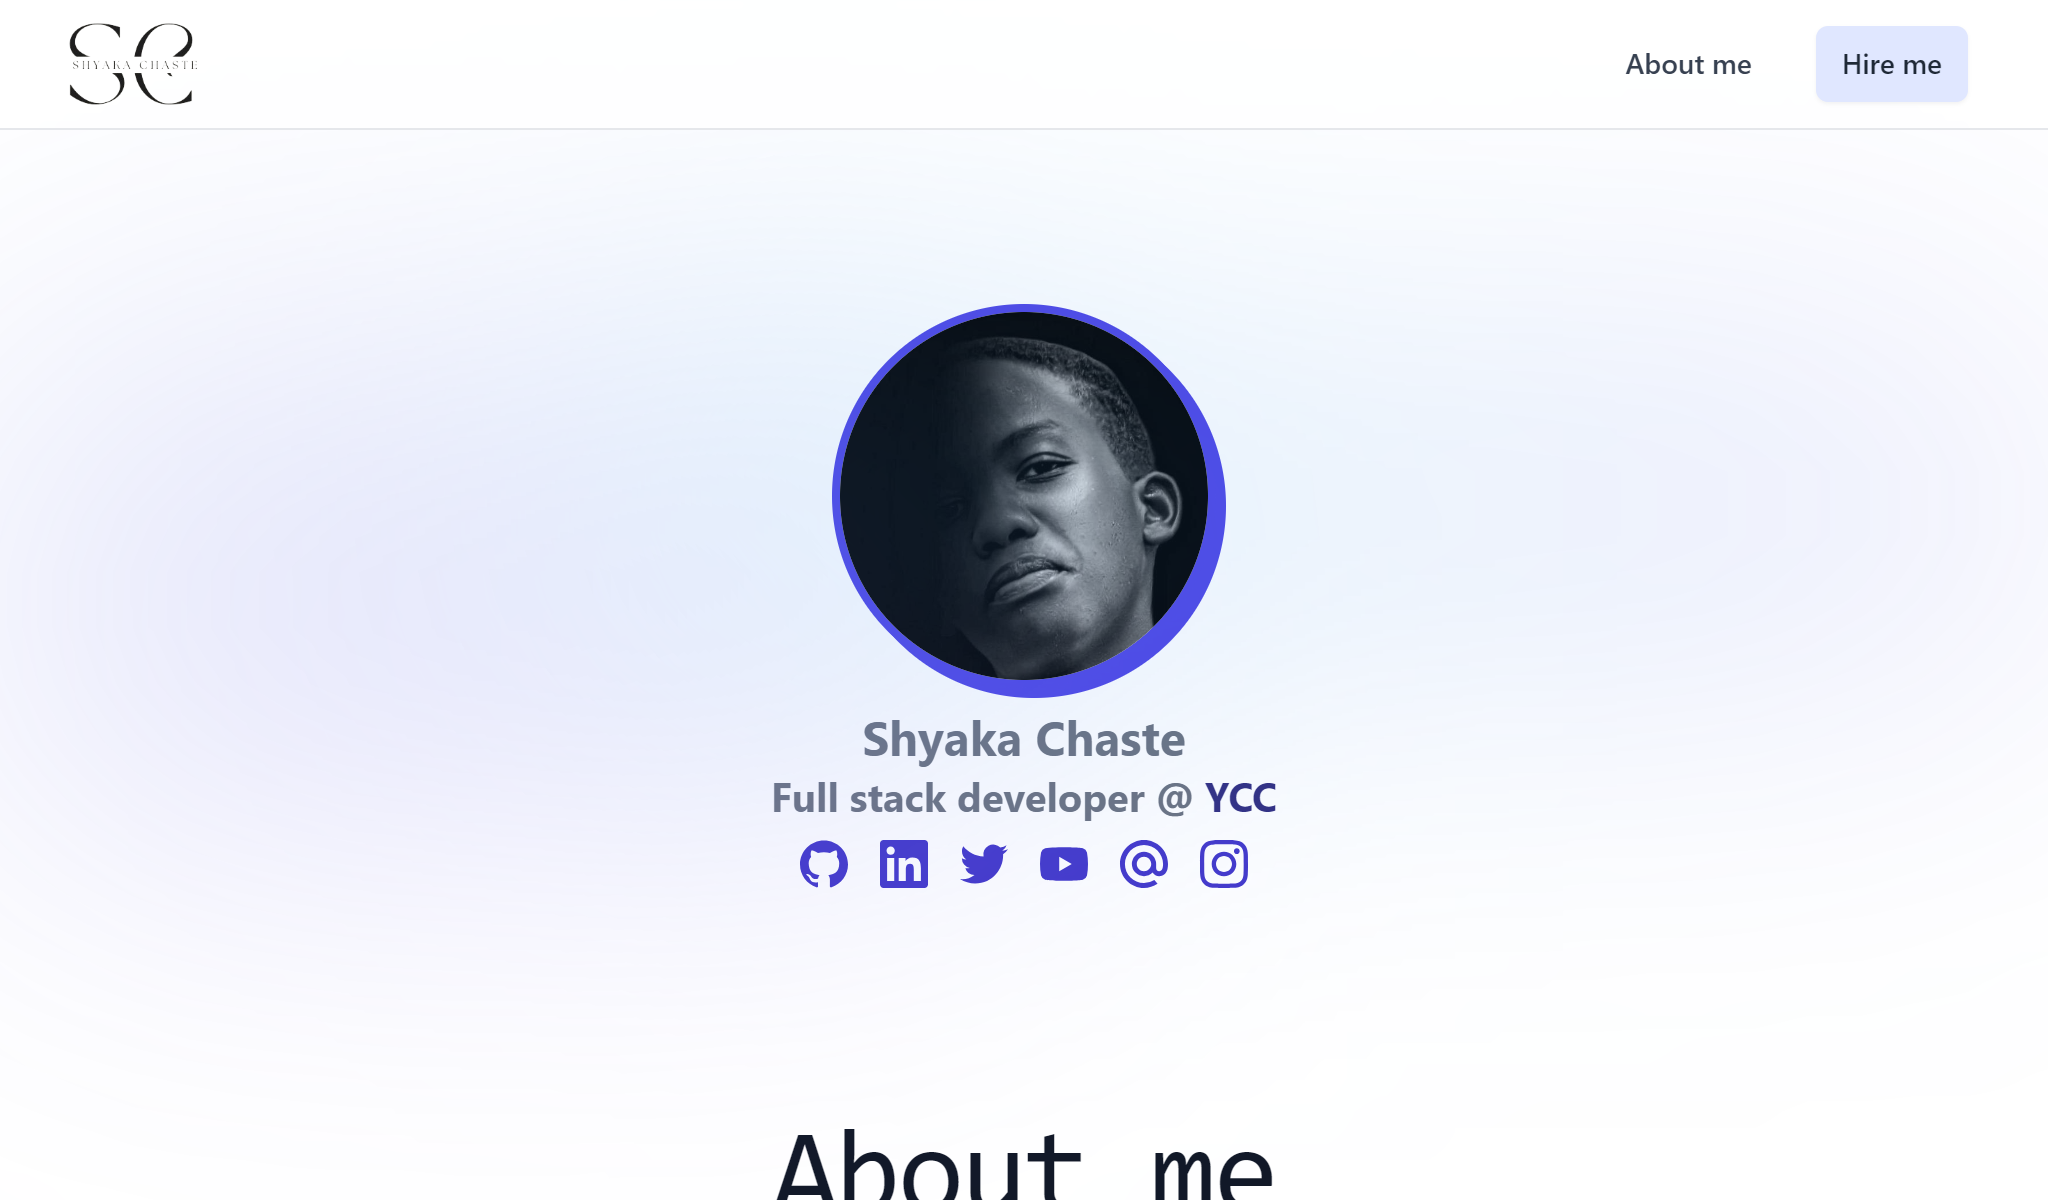 SC
SHYAKA CHASTE
About me
Hire me
Shyaka Chaste
Full stack developer @ YCC
About me